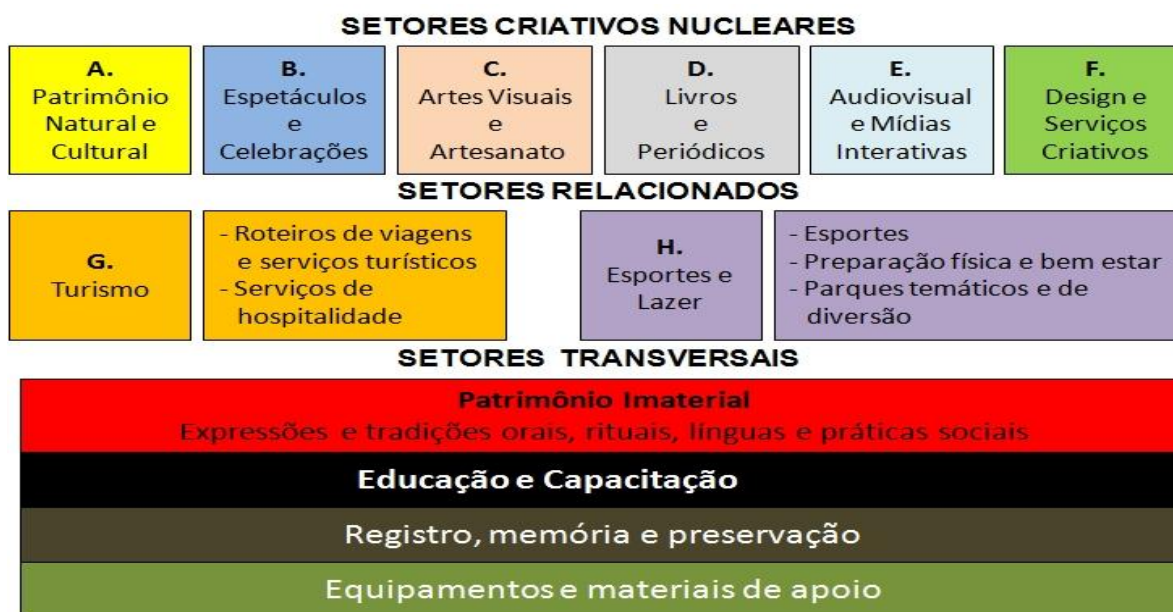 SETORES CRIATIVOS NUCLEARES
A.
Patrimônio
Natural e
Cultural
B.
Espetáculos
e
Celebrações
C.
Artes Visuais
e
Artesanato
D.
Livros
e
Periódicos
E.
Audiovisual
e Mídias
Interativas
F.
Design e
Serviços
Criativos
SETORES RELACIONADOS
G.
Turismo
- Roteiros de viagens
e serviços turísticos
- Serviços de
hospitalidade
H.
Esportes e
Lazer
- Esportes
- Preparação física e bem estar
- Parques temáticos e de
diversão
SETORES TRANSVERSAIS
Patrimônio Imaterial
Expressões e tradições orais, rituais, línguas e práticas sociais
Educação e Capacitação
Registro, memória e preservação
Equipamentos e materiais de apoio